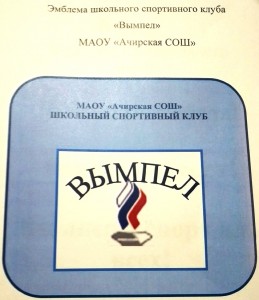 Эмблема школьного спортивного клуба
«Вымпел»
МАОУ «Ачирская СОШ»
МАОУ «Ачирская СОШ»
ШКОЛЬНЫЙ СПОРТИВНЫЙ КЛУБ
ВЫМПЕЛ